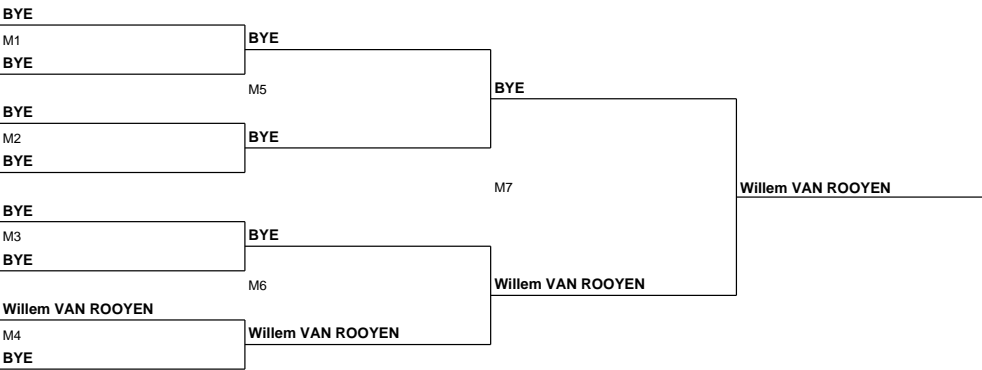 BYE
M1
BYE
BYE
M2
BYE
BYE
M3
BYE
Willem VAN ROOYEN
M4
BYE
BYE
M5
BYE
BYE
M6
Willem VAN ROOYEN
BYE
M7
Willem VAN ROOYEN
Willem VAN ROOYEN